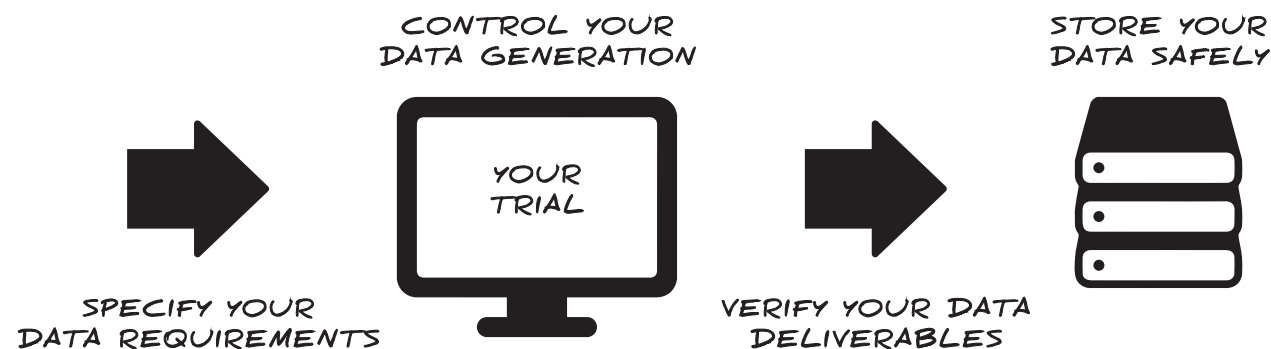 CONTROL YOUR
DATA GENERATION
STORE YOUR
DATA SAFELY
YOUR
TRIAL
SPECIFY YOUR
DATA REQUIREMENTS
VERIFY YOUR DATA
DELIVERABLES